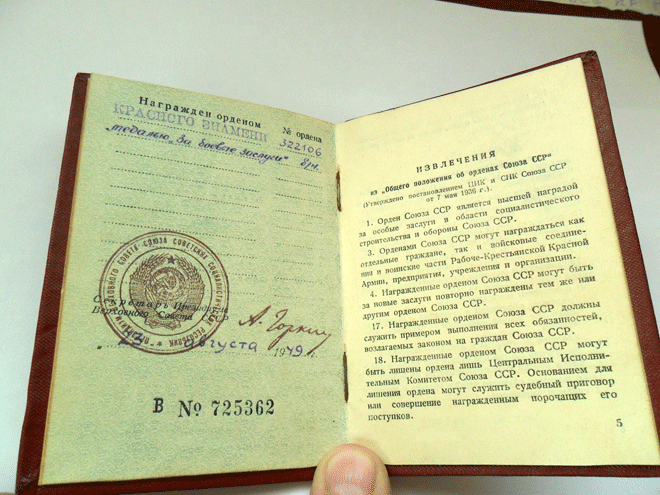 Награжден орденом
КРАСНОГО ЗНАМЕНИ
№ ордена
322106
медалью „За боевые заслуги" б/н.
Секретарь Президиума
Верховного Совета СССР
А. Горкин
„23" августа 1949 г.
В № 725362
ИЗВЛЕЧЕНИЯ
из „Общего положения об орденах Союза ССР"
(Утверждено постановлением ЦИК и СНК Союза ССР
от 7 мая 1936 г.).
1. Орден Союза ССР является высшей наградой
за особые заслуги в области социалистического
строительства и обороны Союза ССР.
3. Орденами Союза ССР могут награждаться как
отдельные граждане, так и войсковые соедине-
ния и воинские части Рабоче-Крестьянской Красной
Армии, предприятия, учреждения и организации.
4. Награжденные орденом Союза ССР могут быть
за новые заслуги повторно награждены тем же или
другим орденом Союза ССР.
17. Награжденные орденом Союза ССР должны
служить примером выполнения всех обязанностей,
возлагаемых законом на граждан Союза ССР.
18. Награжденные орденом Союза ССР могут
быть лишены ордена лишь Центральным Исполни-
тельным Комитетом Союза ССР. Основанием для
лишения ордена могут служить судебный приговор
или совершение награжденным порочащих его
поступков.
5